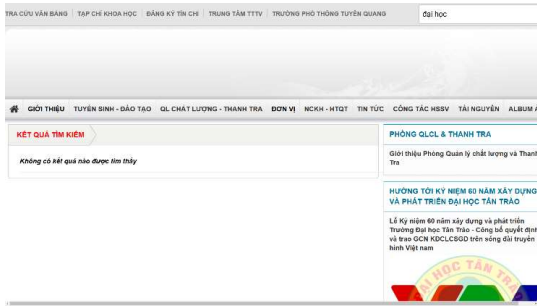 TRA CỨU VĂN BẰNG TẠP CHÍ KHOA HỌC ĐĂNG KÝ TÍN CHỈ TRUNG TÂM TTTV TRƯỜNG PHỔ THÔNG TUYÊN QUANG đại học
GIỚI THIỆU TUYỂN SINH - ĐÀO TẠO QL CHẤT LƯỢNG - THANH TRA ĐƠN VỊ NCKH - HTQT TIN TỨC CÔNG TÁC HSSV TÀI NGUYÊN ALBUM
KẾT QUẢ TÌM KIẾM
Không có kết quả nào được tìm thấy
PHÒNG QLCL & THANH TRA
Giới thiệu Phòng Quản lý chất lượng và Thanh
Tra
HƯỚNG TỚI KỶ NIỆM 60 NĂM XÂY DỰNG
VÀ PHÁT TRIỂN ĐẠI HỌC TÂN TRÀO
Lễ Kỷ niệm 60 năm xây dựng và phát triển
Trường Đại học Tân Trào - Công bố quyết định
và trao GCN KĐCLCSGD trên sóng đài truyền
hình Việt nam
ĐẠI HỌC TÂN TRÀO